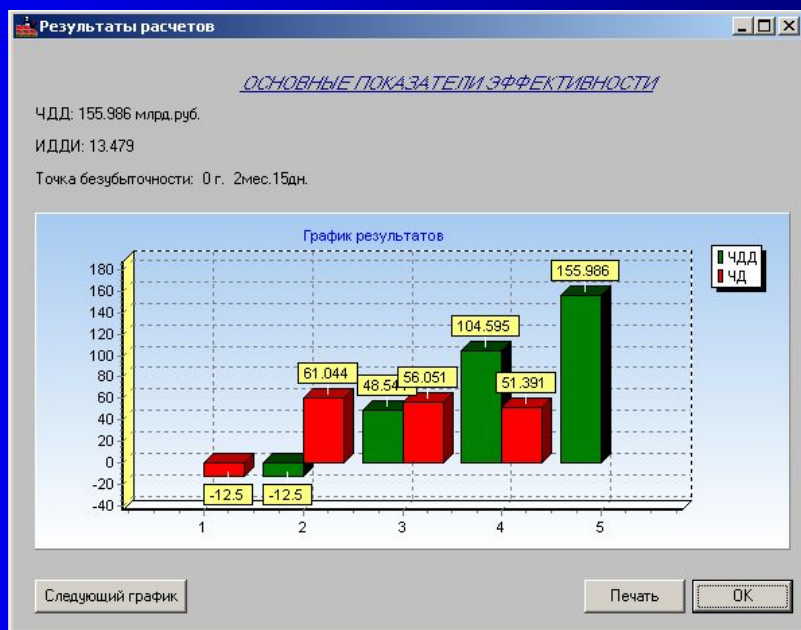 Результаты расчетов
ОСНОВНЫЕ ПОКАЗАТЕЛИ ЭФФЕКТИВНОСТИ
ЧДД: 155.986 млрд.руб.
ИДДИ: 13.479
Точка безубыточности: 0 г. 2мес.15дн.
График результатов
ЧДД
ЧД
180
160
140
120
100
80
60
40
20
0
-20
-40
-12.5
-12.5
61.044
56.051
104.595
51.391
155.986
1 2 3 4 5
Следующий график
Печать
OK